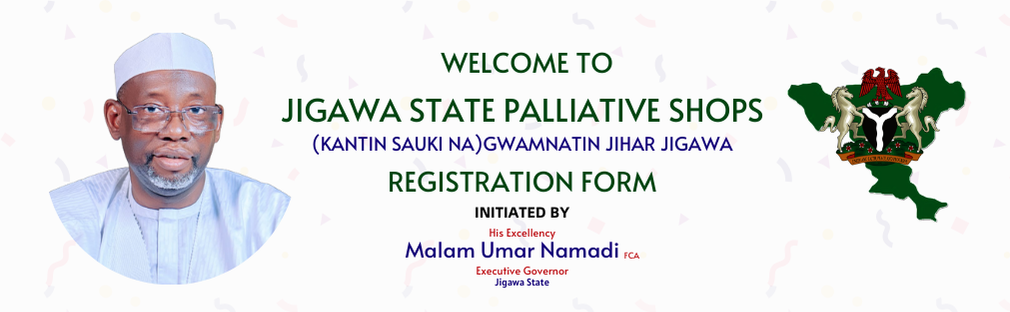 WELCOME TO
JIGAWA STATE PALLIATIVE SHOPS
(KANTIN SAUKI NA)GWAMNATIN JIHAR JIGAWA
REGISTRATION FORM
INITIATED BY
His Excellency
Malam Umar Namadi FCA
Executive Governor
Jigawa State